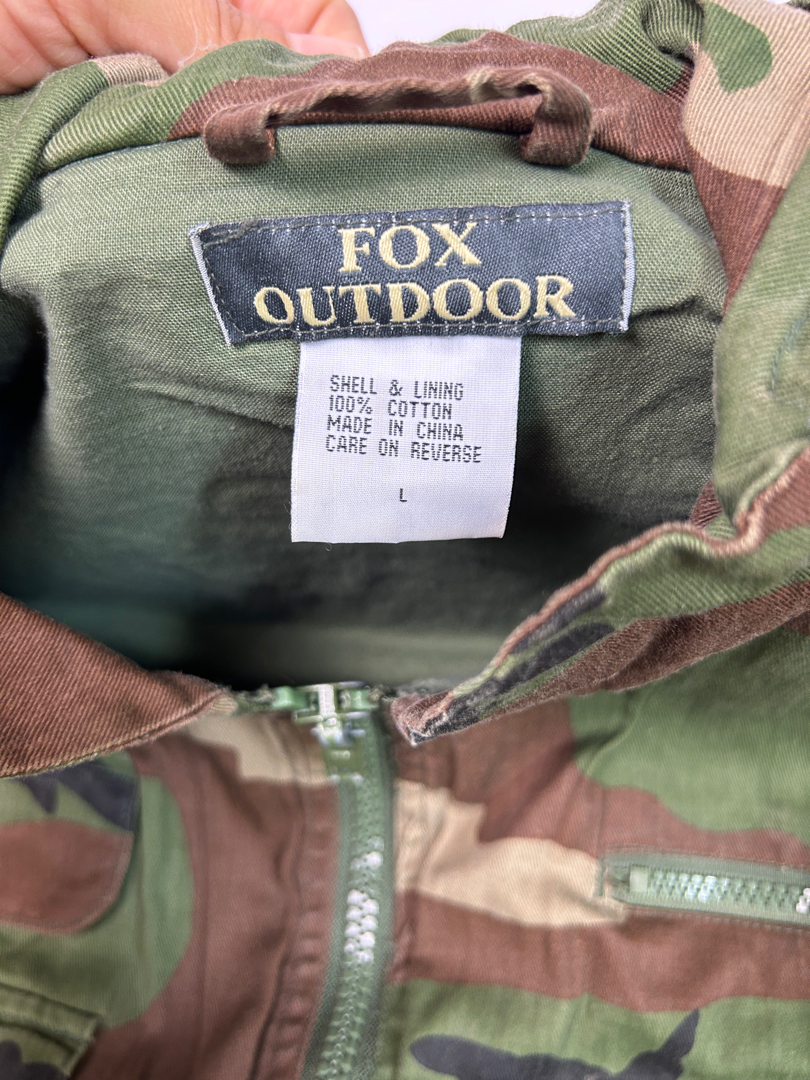 FOX
OUTDOOR
SHELL & LINING
100% COTTON
MADE IN CHINA
CARE ON REVERSE
L